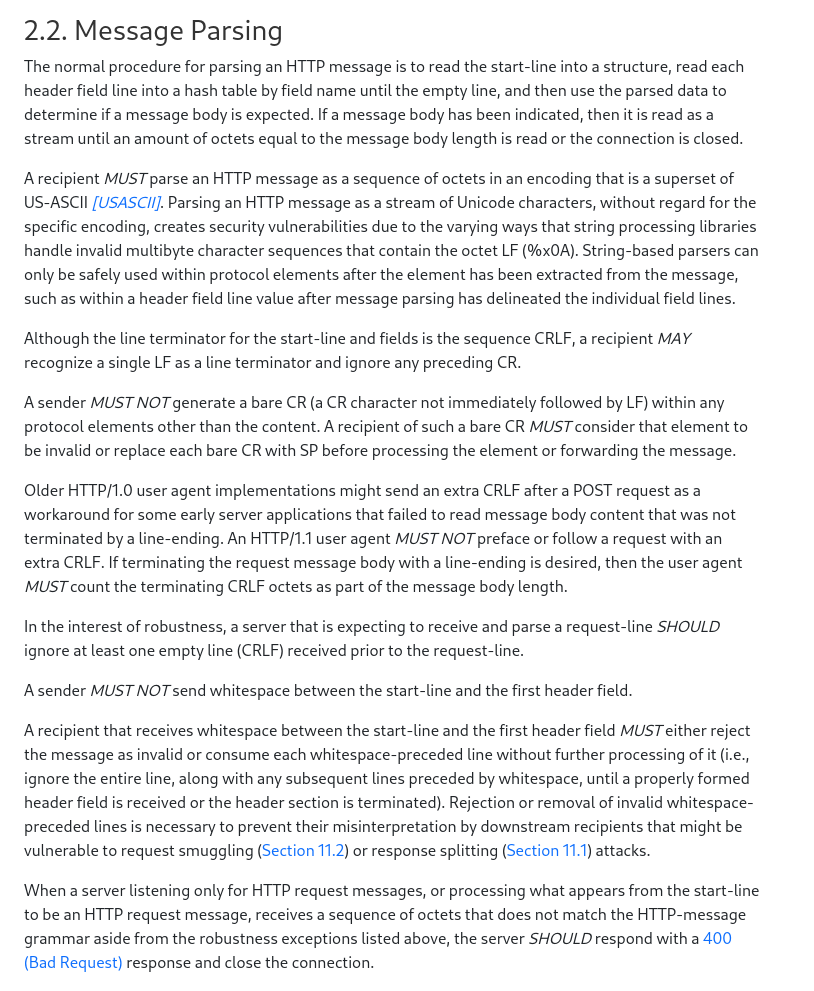 2.2. Message Parsing
The normal procedure for parsing an HTTP message is to read the start-line into a structure, read each
header field line into a hash table by field name until the empty line, and then use the parsed data to
determine if a message body is expected. If a message body has been indicated, then it is read as a
stream until an amount of octets equal to the message body length is read or the connection is closed.
A recipient MUST parse an HTTP message as a sequence of octets in an encoding that is a superset of
US-ASCII [USASCII]. Parsing an HTTP message as a stream of Unicode characters, without regard for the
specific encoding, creates security vulnerabilities due to the varying ways that string processing libraries
handle invalid multibyte character sequences that contain the octet LF (%x0A). String-based parsers can
only be safely used within protocol elements after the element has been extracted from the message,
such as within a header field line value after message parsing has delineated the individual field lines.
Although the line terminator for the start-line and fields is the sequence CRLF, a recipient MAY
recognize a single LF as a line terminator and ignore any preceding CR.
A sender MUST NOT generate a bare CR (a CR character not immediately followed by LF) within any
protocol elements other than the content. A recipient of such a bare CR MUST consider that element to
be invalid or replace each bare CR with SP before processing the element or forwarding the message.
Older HTTP/1.0 user agent implementations might send an extra CRLF after a POST request as a
workaround for some early server applications that failed to read message body content that was not
terminated by a line-ending. An HTTP/1.1 user agent MUST NOT preface or follow a request with an
extra CRLF. If terminating the request message body with a line-ending is desired, then the user agent
MUST count the terminating CRLF octets as part of the message body length.
In the interest of robustness, a server that is expecting to receive and parse a request-line SHOULD
ignore at least one empty line (CRLF) received prior to the request-line.
A sender MUST NOT send whitespace between the start-line and the first header field.
A recipient that receives whitespace between the start-line and the first header field MUST either reject
the message as invalid or consume each whitespace-preceded line without further processing of it (i.e.,
ignore the entire line, along with any subsequent lines preceded by whitespace, until a properly formed
header field is received or the header section is terminated). Rejection or removal of invalid whitespace-
preceded lines is necessary to prevent their misinterpretation by downstream recipients that might be
vulnerable to request smuggling (Section 11.2) or response splitting (Section 11.1) attacks.
When a server listening only for HTTP request messages, or processing what appears from the start-line
to be an HTTP request message, receives a sequence of octets that does not match the HTTP-message
grammar aside from the robustness exceptions listed above, the server SHOULD respond with a 400
(Bad Request) response and close the connection.